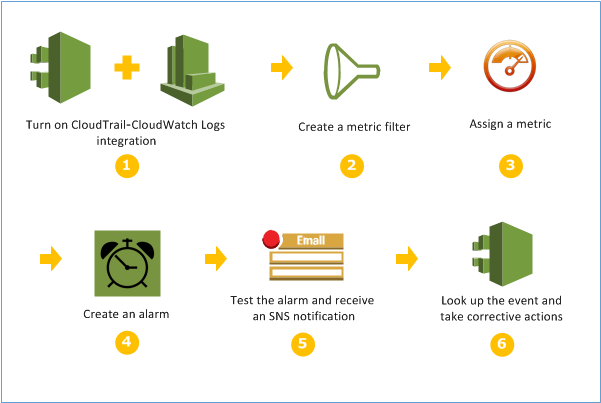 Turn on CloudTrail-CloudWatch Logs
integration
1
Create a metric filter
2
Assign a metric
3
Create an alarm
4
Email
Test the alarm and receive
an SNS notification
5
Look up the event and
take corrective actions
6